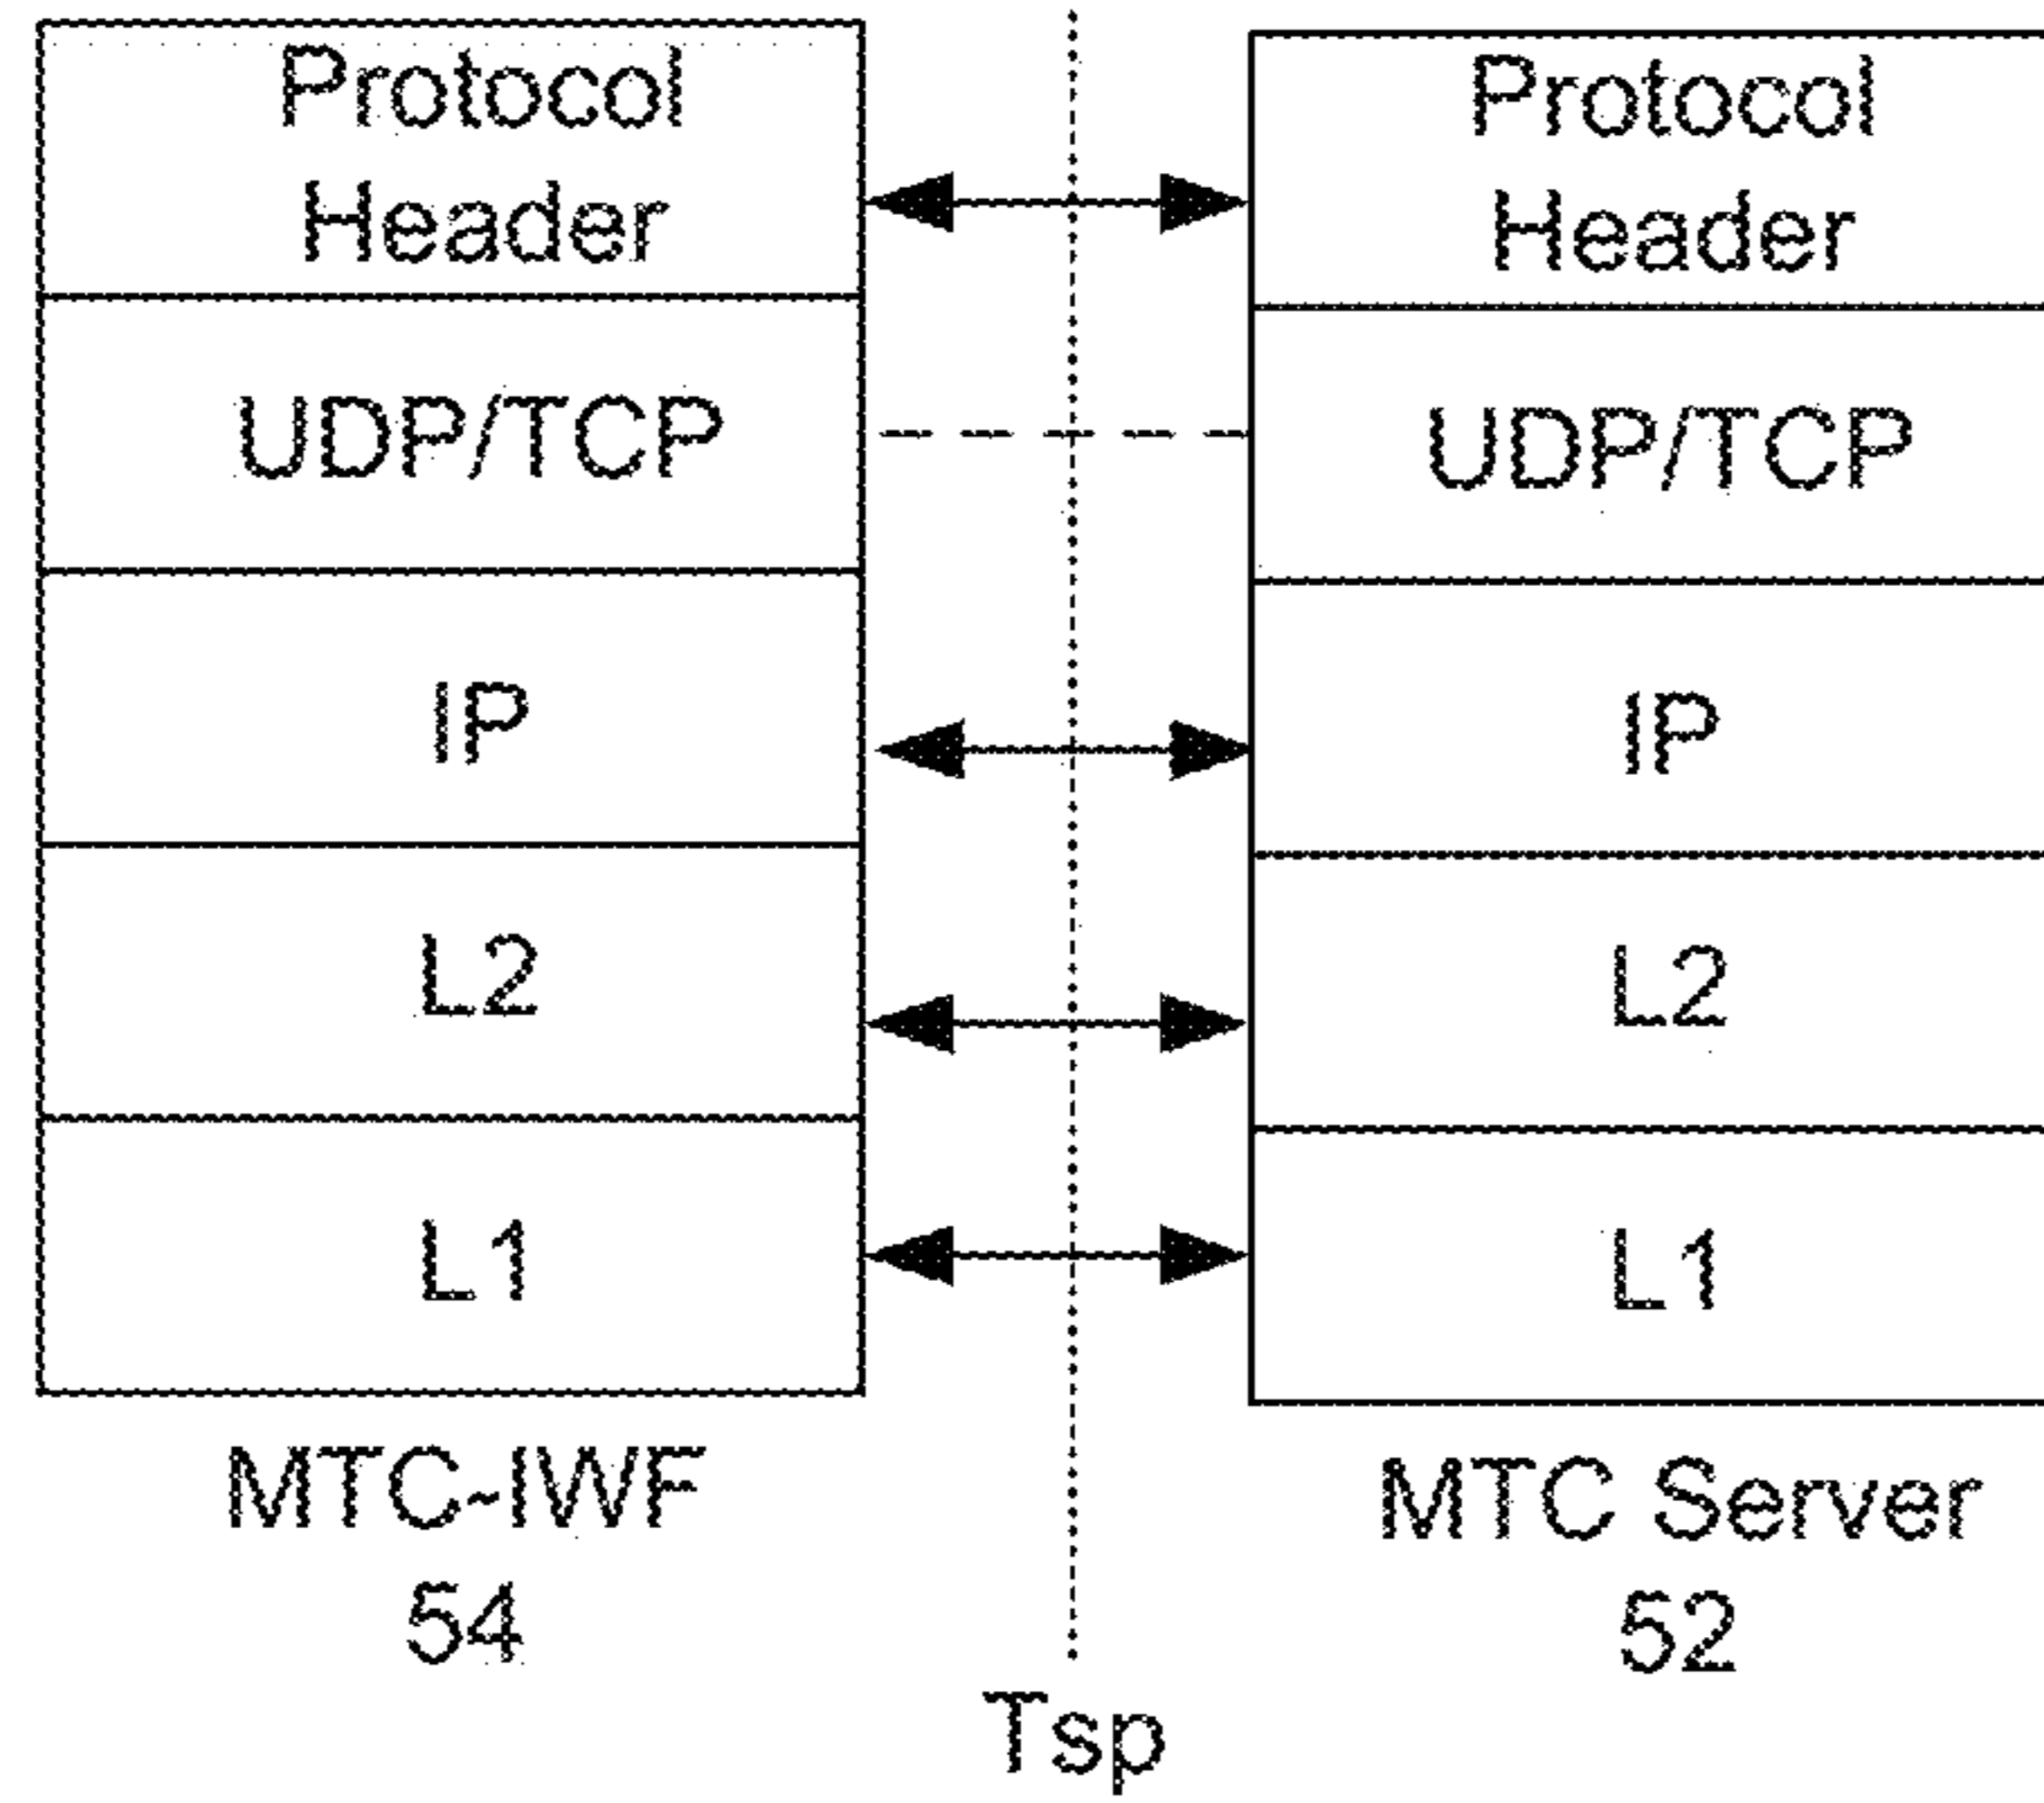 Protocol
Header
UDP/TCP
IP
L2
L1
MTC-IWF
54
Protocol
Header
UDP/TCP
IP
L2
L1
MTC Server
52
Tsp